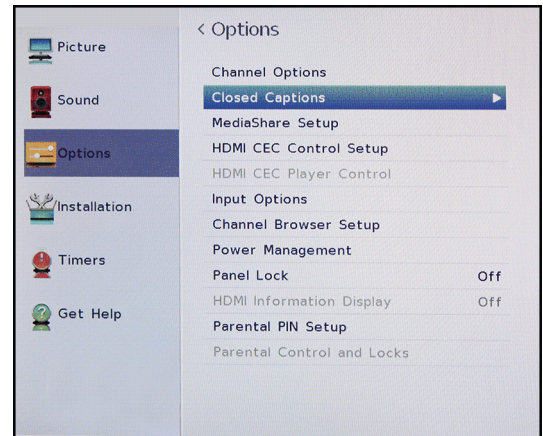 Picture
Sound
Options
Installation
Timers
Get Help
< Options
Channel Options
Closed Captions
MediaShare Setup
HDMI CEC Control Setup
HDMI CEC Player Control
Input Options
Channel Browser Setup
Power Management
Panel Lock Off
HDMI Information Display Off
Parental PIN Setup
Parental Control and Locks